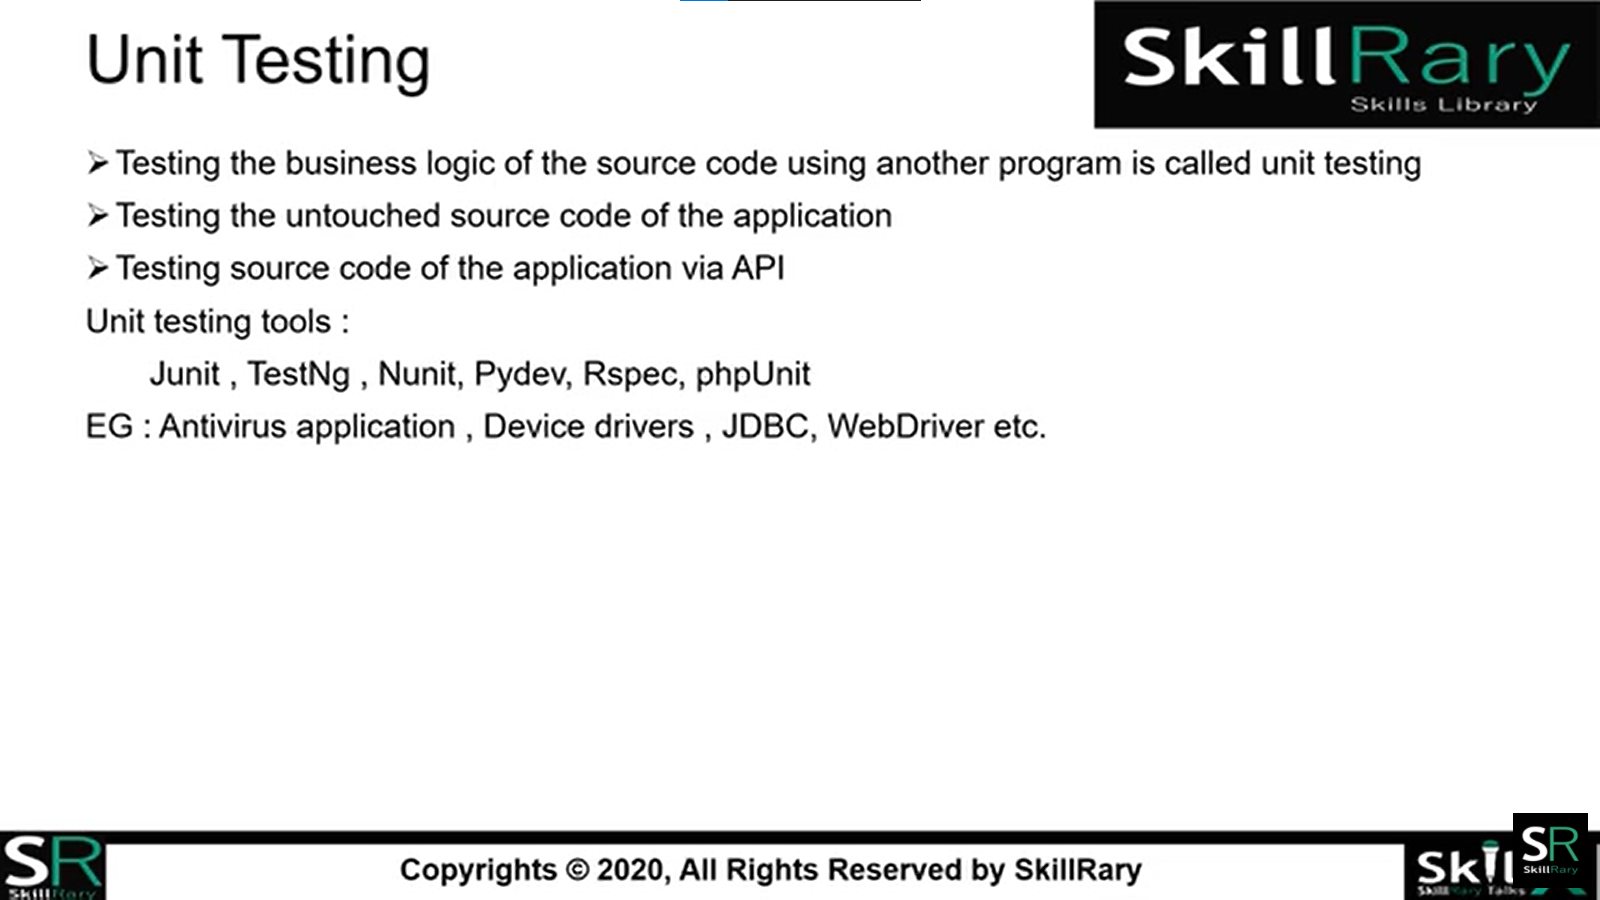 Unit Testing
SkillRary
Skills Library
➢ Testing the business logic of the source code using another program is called unit testing
➢ Testing the untouched source code of the application
➢ Testing source code of the application via API
Unit testing tools :
Junit , TestNg , Nunit, Pydev, Rspec, phpUnit
EG : Antivirus application , Device drivers , JDBC, WebDriver etc.
SR
SkillRary
Copyrights © 2020, All Rights Reserved by SkillRary
Skil
SkillRary Talks
SR
SkillRary